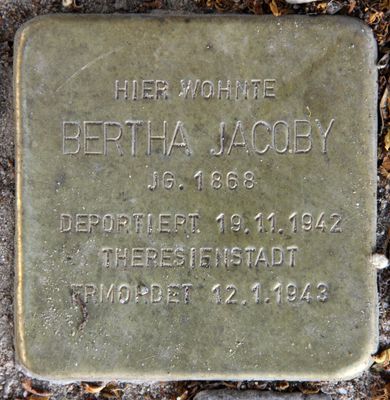 HIER WOHNTE
BERTHA JACOBY
JG. 1868
DEPORTIERT 19.11.1942
THERESIENSTADT
ERMORDET 12.1.1943